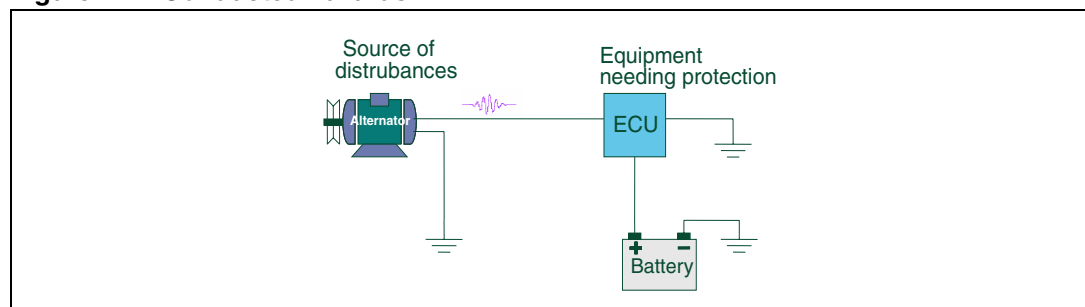 Source of
distrubances
Equipment
needing protection
Alternator
ECU
+ −
Battery